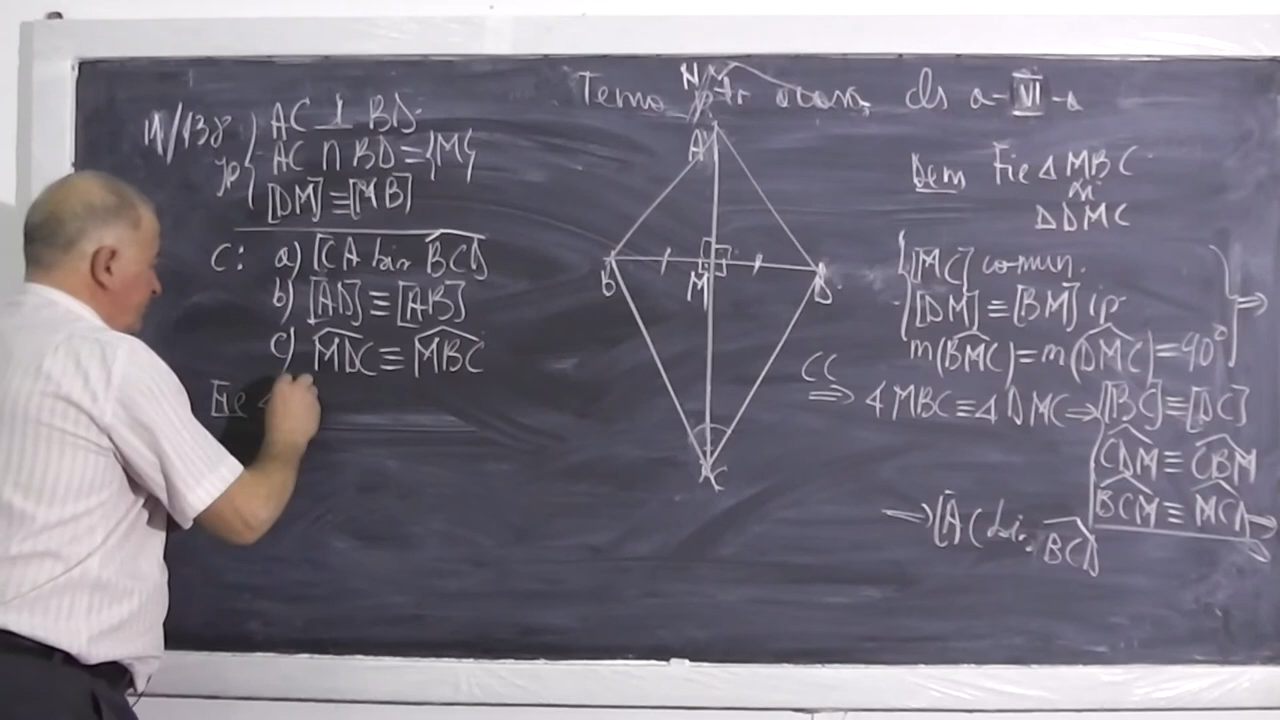 Tema ptr acasă cls a-VI-a
11/138
ip
AC ⊥ BD
AC ∩ BD = {M}
[DM] ≡ [MB]
C: a) [CA bis BCD
b) [AD] ≡ [AB]
c) MDC ≡ MBC
Fie
N
A
B
M
D
C
Dem Fie Δ MBC
și
Δ DMC
[MC] comun.
[DM] ≡ [BM] ip
m(BMC) = m(DMC) = 90° ⇒
CC
⇒ Δ MBC ≡ Δ DMC ⇒ [BC] ≡ [DC]
CDM ≡ CBM
BCM ≡ MCD ⇒
⇒ [AC bis. BCD